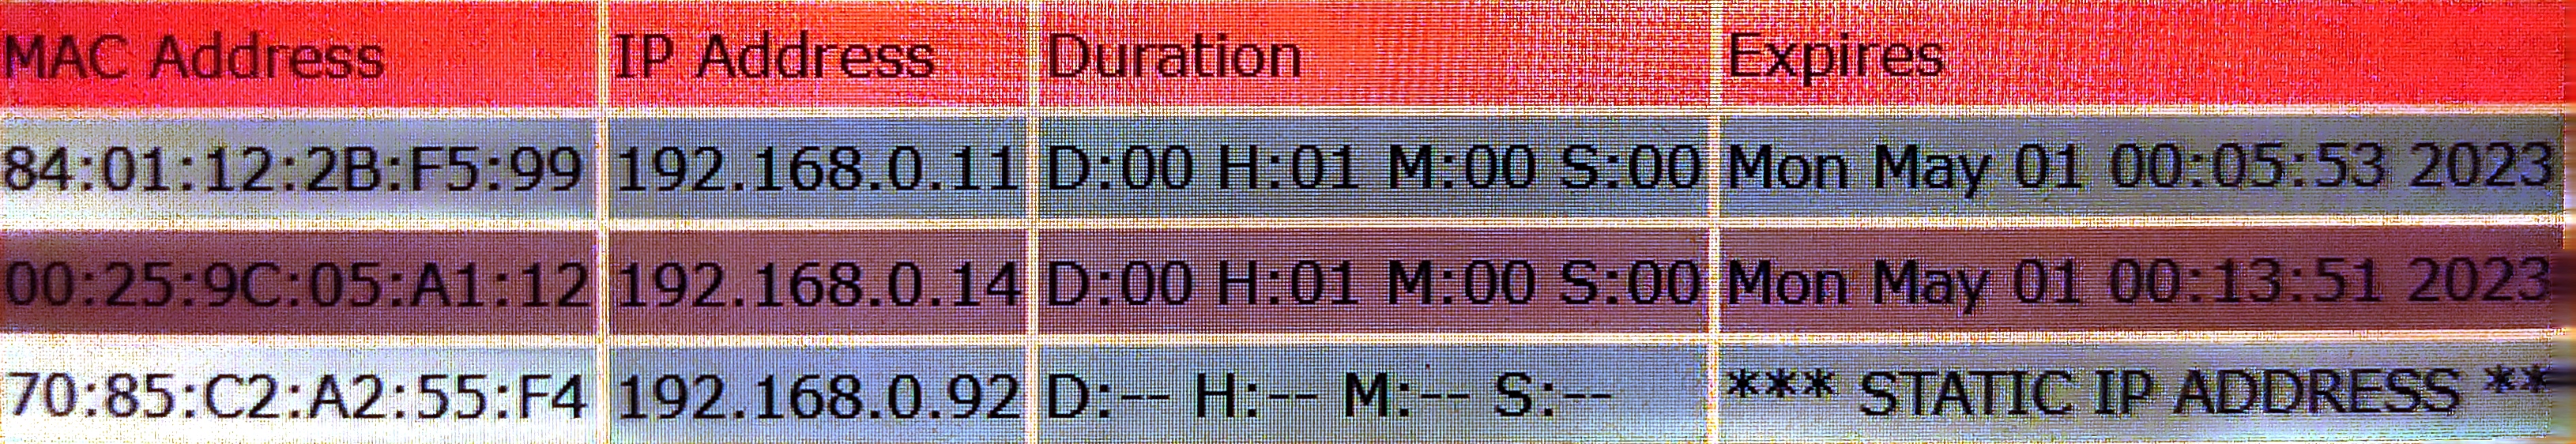 MAC Address IP Address Duration Expires
84:01:12:2B:F5:99 192.168.0.11 D:00 H:01 M:00 S:00 Mon May 01 00:05:53 2023
00:25:9C:05:A1:12 192.168.0.14 D:00 H:01 M:00 S:00 Mon May 01 00:13:51 2023
70:85:C2:A2:55:F4 192.168.0.92 D:-- H:-- M:-- S:-- *** STATIC IP ADDRESS **